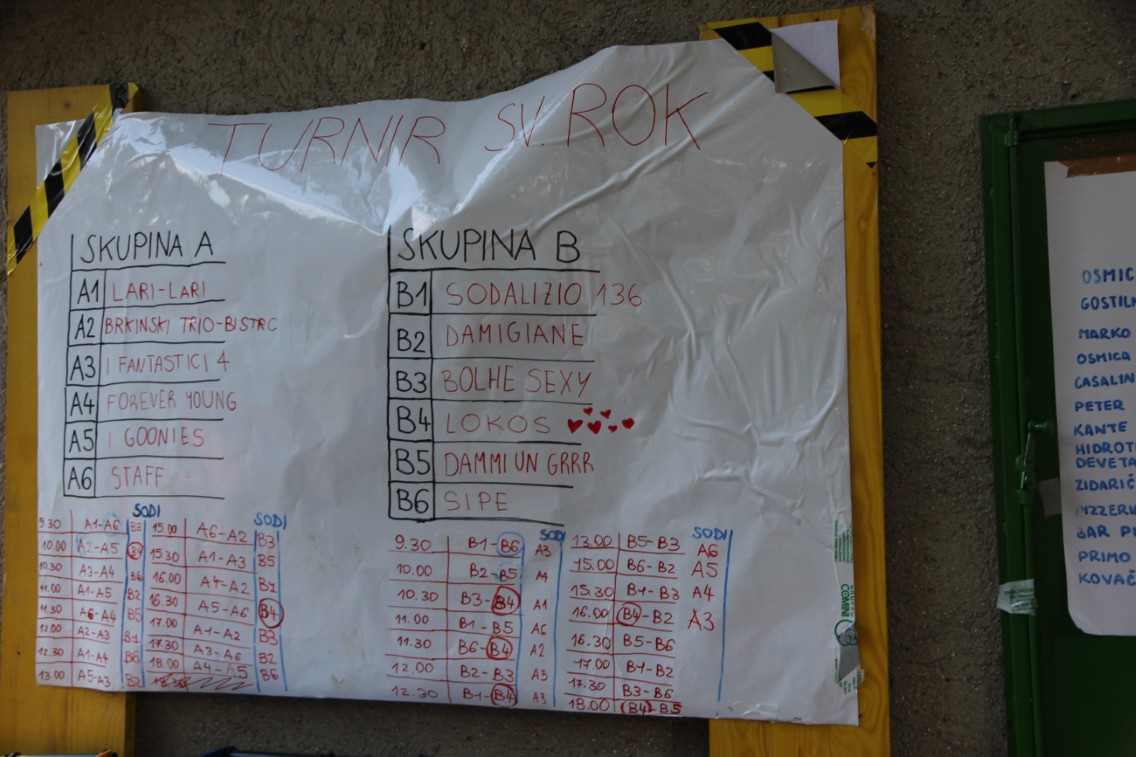 TURNIR SV. ROK
SKUPINA A
A1 LARI-LARI
A2 BRKINSKI TRIO-BISTRC
A3 I FANTASTICI 4
A4 FOREVER YOUNG
A5 I GOONIES
A6 STAFF
SKUPINA B
B1 SODALIZIO 136
B2 DAMIGIANE
B3 BOLHE SEXY
B4 LOKOS
B5 DAMMI UN GRRR
B6 SIPE
SODI
9.30 A1-A6 B3
10.00 A2-A5
10.30 A3-A4 B6
11.00 A1-A5 B2
11.30 A6-A4 B5
12.00 A2-A3 B1
12.30 A1-A4 B6
13.00 A5-A3 B2
SODI
15.00 A6-A2 B3
15.30 A1-A3 B5
16.00 A4-A2 B1
16.30 A5-A6 B4
17.00 A1-A2 B3
17.30 A3-A6 B2
18.00 A4-A5 B6
18.30
SODI
9.30 B1-B6 A3
10.00 B2-B5 A4
10.30 B3-B4 A1
11.00 B1-B5 A6
11.30 B6-B4 A2
12.00 B2-B3 A5
12.30 B1-B4 A3
SODI
13.00 B5-B3 A6
15.00 B6-B2 A5
15.30 B1-B3 A4
16.00 B4-B2 A3
16.30 B5-B6
17.00 B1-B2
17.30 B3-B6
18.00 B4-B5
OSMIC
GOSTILN
MARKO
OSMICA
CASALIN
PETER
KANTE
HIDROT
DEVETA
ZIDARIČ
PIZZERI
BAR P
PRIMO
KOVAČ